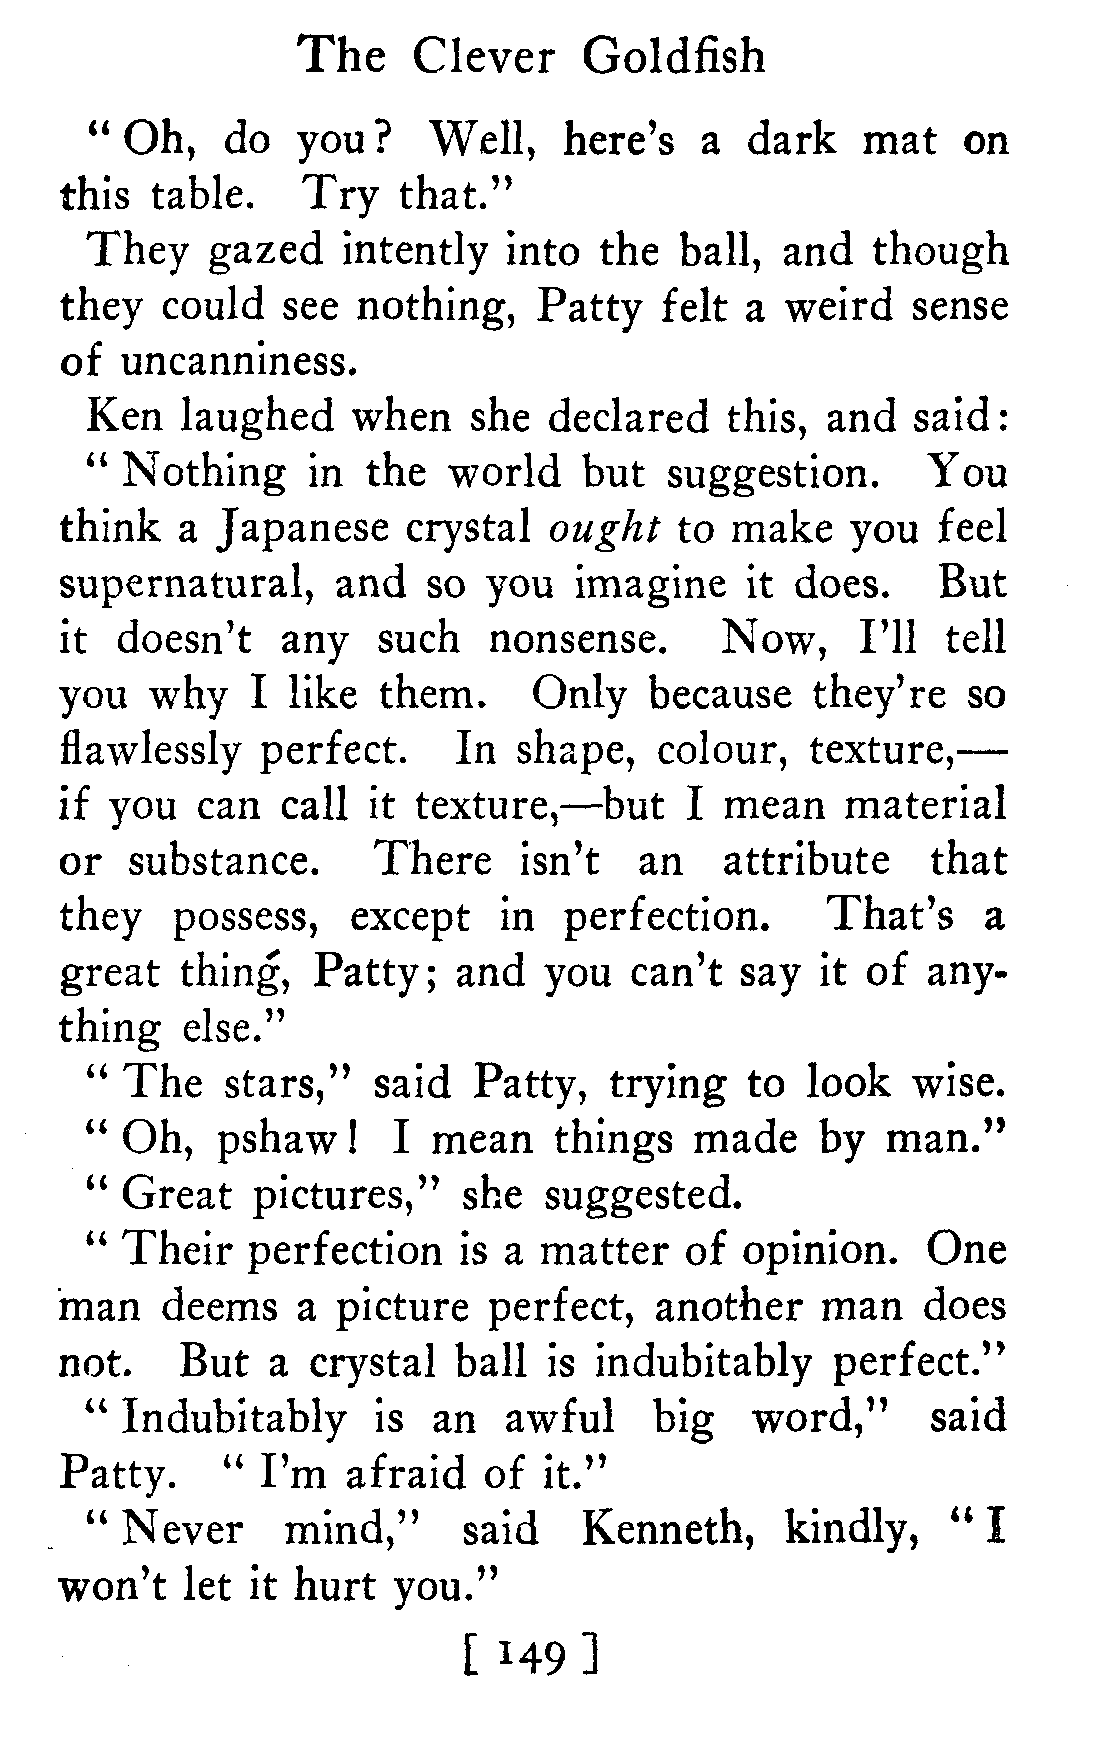 The Clever Goldfish
" Oh, do you? Well, here's a dark mat on
this table. Try that."
They gazed intently into the ball, and though
they could see nothing, Patty felt a weird sense
of uncanniness.
Ken laughed when she declared this, and said:
" Nothing in the world but suggestion. You
think a Japanese crystal ought to make you feel
supernatural, and so you imagine it does. But
it doesn't any such nonsense. Now, I'll tell
you why I like them. Only because they're so
flawlessly perfect. In shape, colour, texture,—
if you can call it texture,—but I mean material
or substance. There isn't an attribute that
they possess, except in perfection. That's a
great thing, Patty; and you can't say it of any-
thing else."
" The stars," said Patty, trying to look wise.
" Oh, pshaw! I mean things made by man."
" Great pictures," she suggested.
" Their perfection is a matter of opinion. One
man deems a picture perfect, another man does
not. But a crystal ball is indubitably perfect."
" Indubitably is an awful big word," said
Patty. " I'm afraid of it."
" Never mind," said Kenneth, kindly, " I
won't let it hurt you."
[ 149 ]